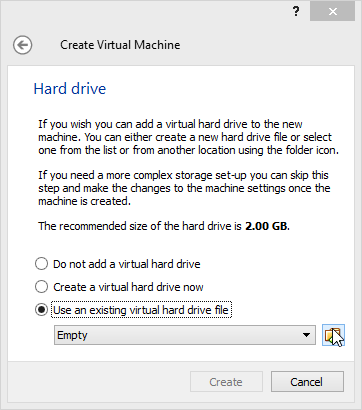 ?
Create Virtual Machine
Hard drive
If you wish you can add a virtual hard drive to the new
machine. You can either create a new hard drive file or select
one from the list or from another location using the folder icon.
If you need a more complex storage set-up you can skip this
step and make the changes to the machine settings once the
machine is created.
The recommended size of the hard drive is 2.00 GB.
Do not add a virtual hard drive
Create a virtual hard drive now
Use an existing virtual hard drive file
Empty
Create
Cancel